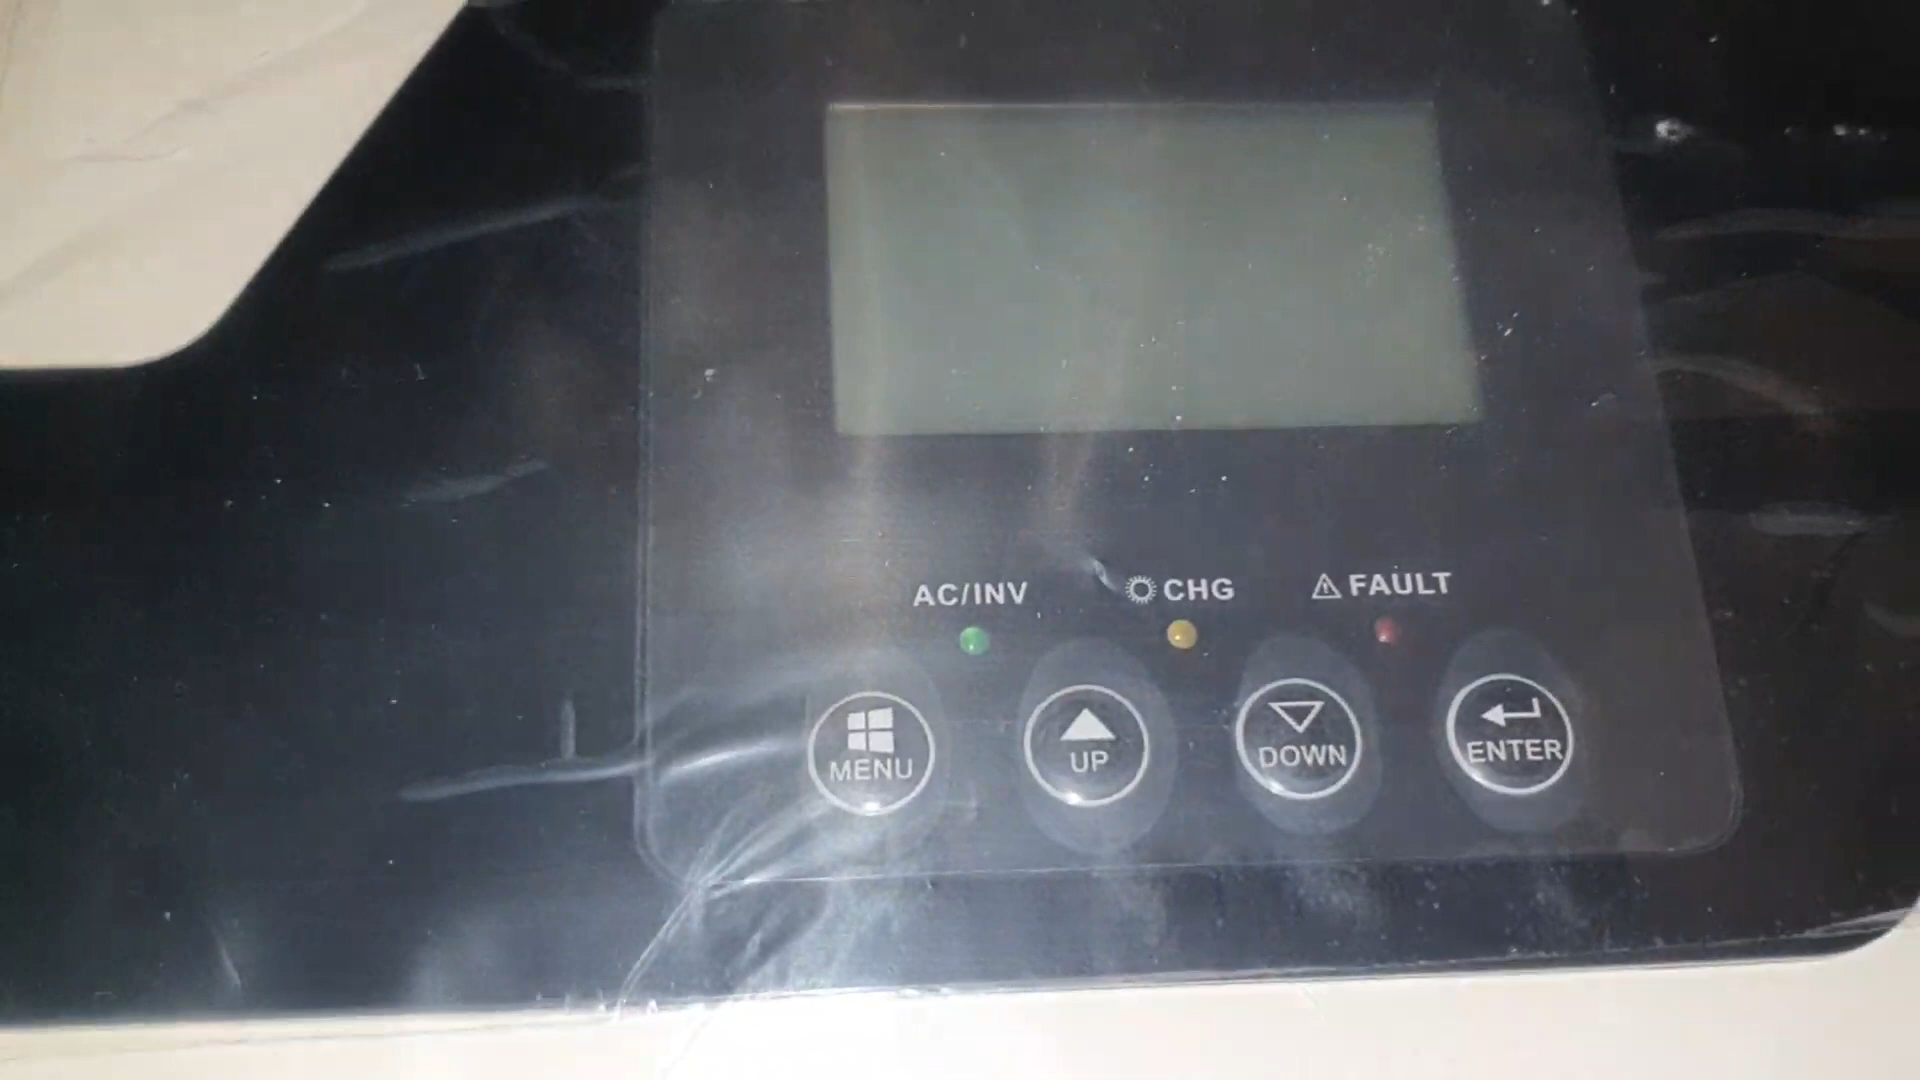 AC/INV
CHG
FAULT
MENU
UP
DOWN
ENTER